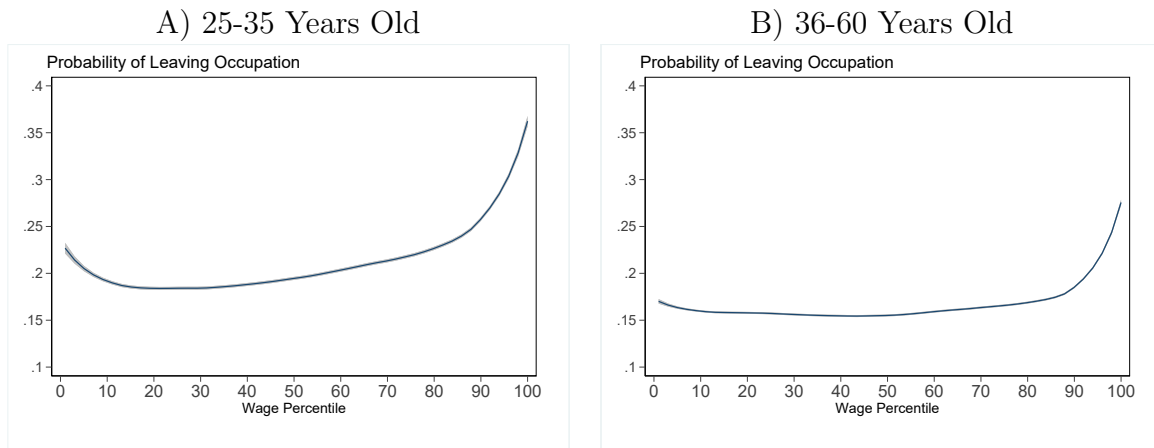 A) 25-35 Years Old
Probability of Leaving Occupation
.4
.35
.3
.25
.2
.15
.1
0 10 20 30 40 50 60 70 80 90 100
Wage Percentile
B) 36-60 Years Old
Probability of Leaving Occupation
.4
.35
.3
.25
.2
.15
.1
0 10 20 30 40 50 60 70 80 90 100
Wage Percentile